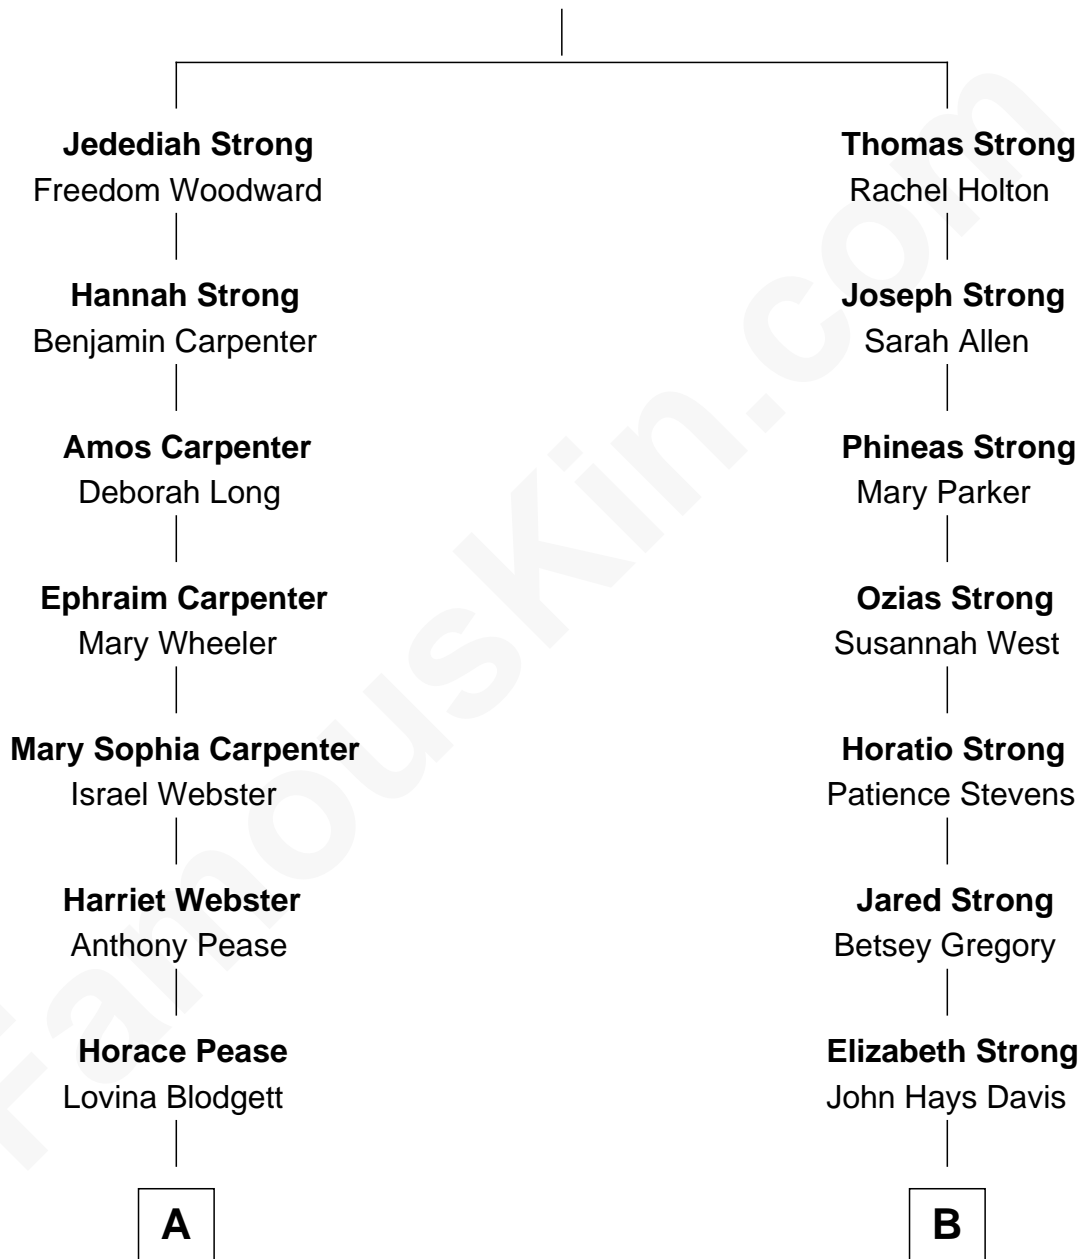 Jedediah Strong
Freedom Woodward
Thomas Strong
Rachel Holton
Hannah Strong
Benjamin Carpenter
Joseph Strong
Sarah Allen
Amos Carpenter
Deborah Long
Phineas Strong
Mary Parker
Ephraim Carpenter
Mary Wheeler
Ozias Strong
Susannah West
Mary Sophia Carpenter
Israel Webster
Horatio Strong
Patience Stevens
Harriet Webster
Anthony Pease
Jared Strong
Betsey Gregory
Horace Pease
Lovina Blodgett
Elizabeth Strong
John Hays Davis
A
B
FamousKin.com